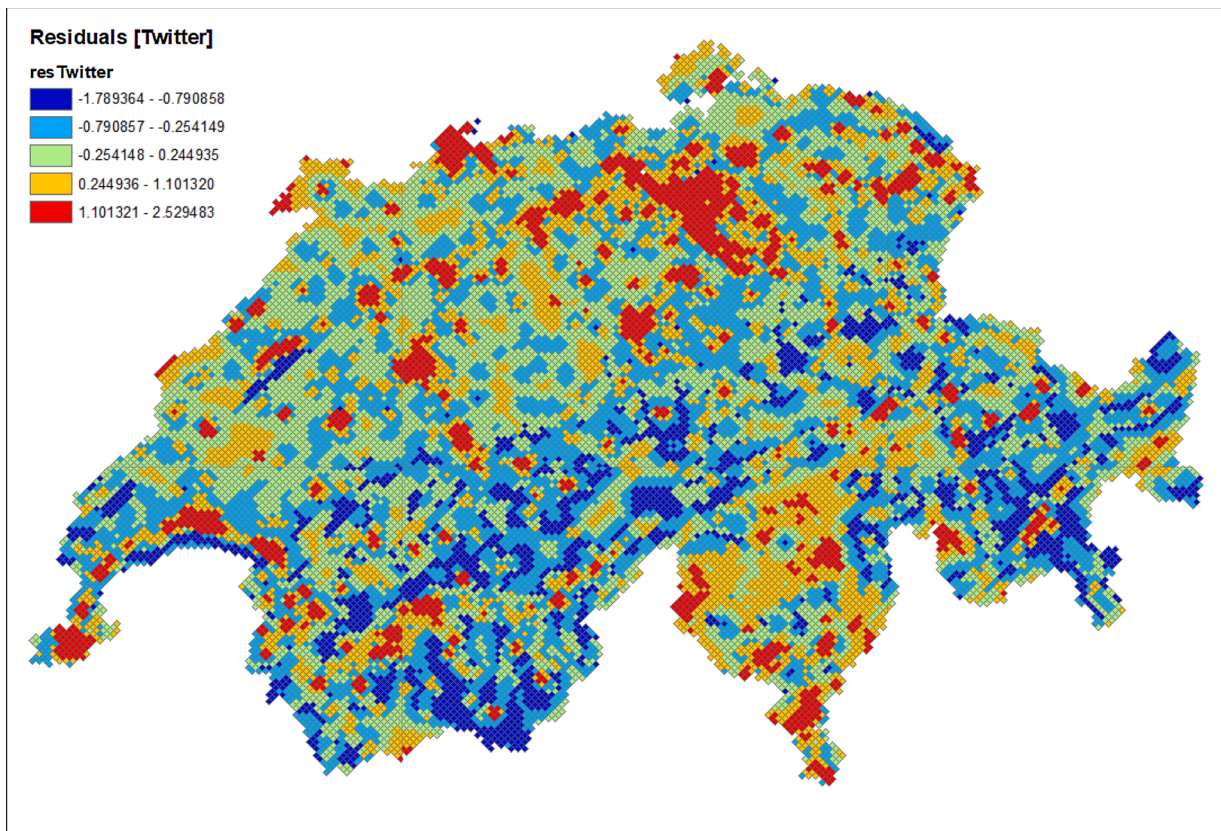 Residuals [Twitter]
resTwitter
-1.789364 - -0.790858
-0.790857 - -0.254149
-0.254148 - 0.244935
0.244936 - 1.101320
1.101321 - 2.529483